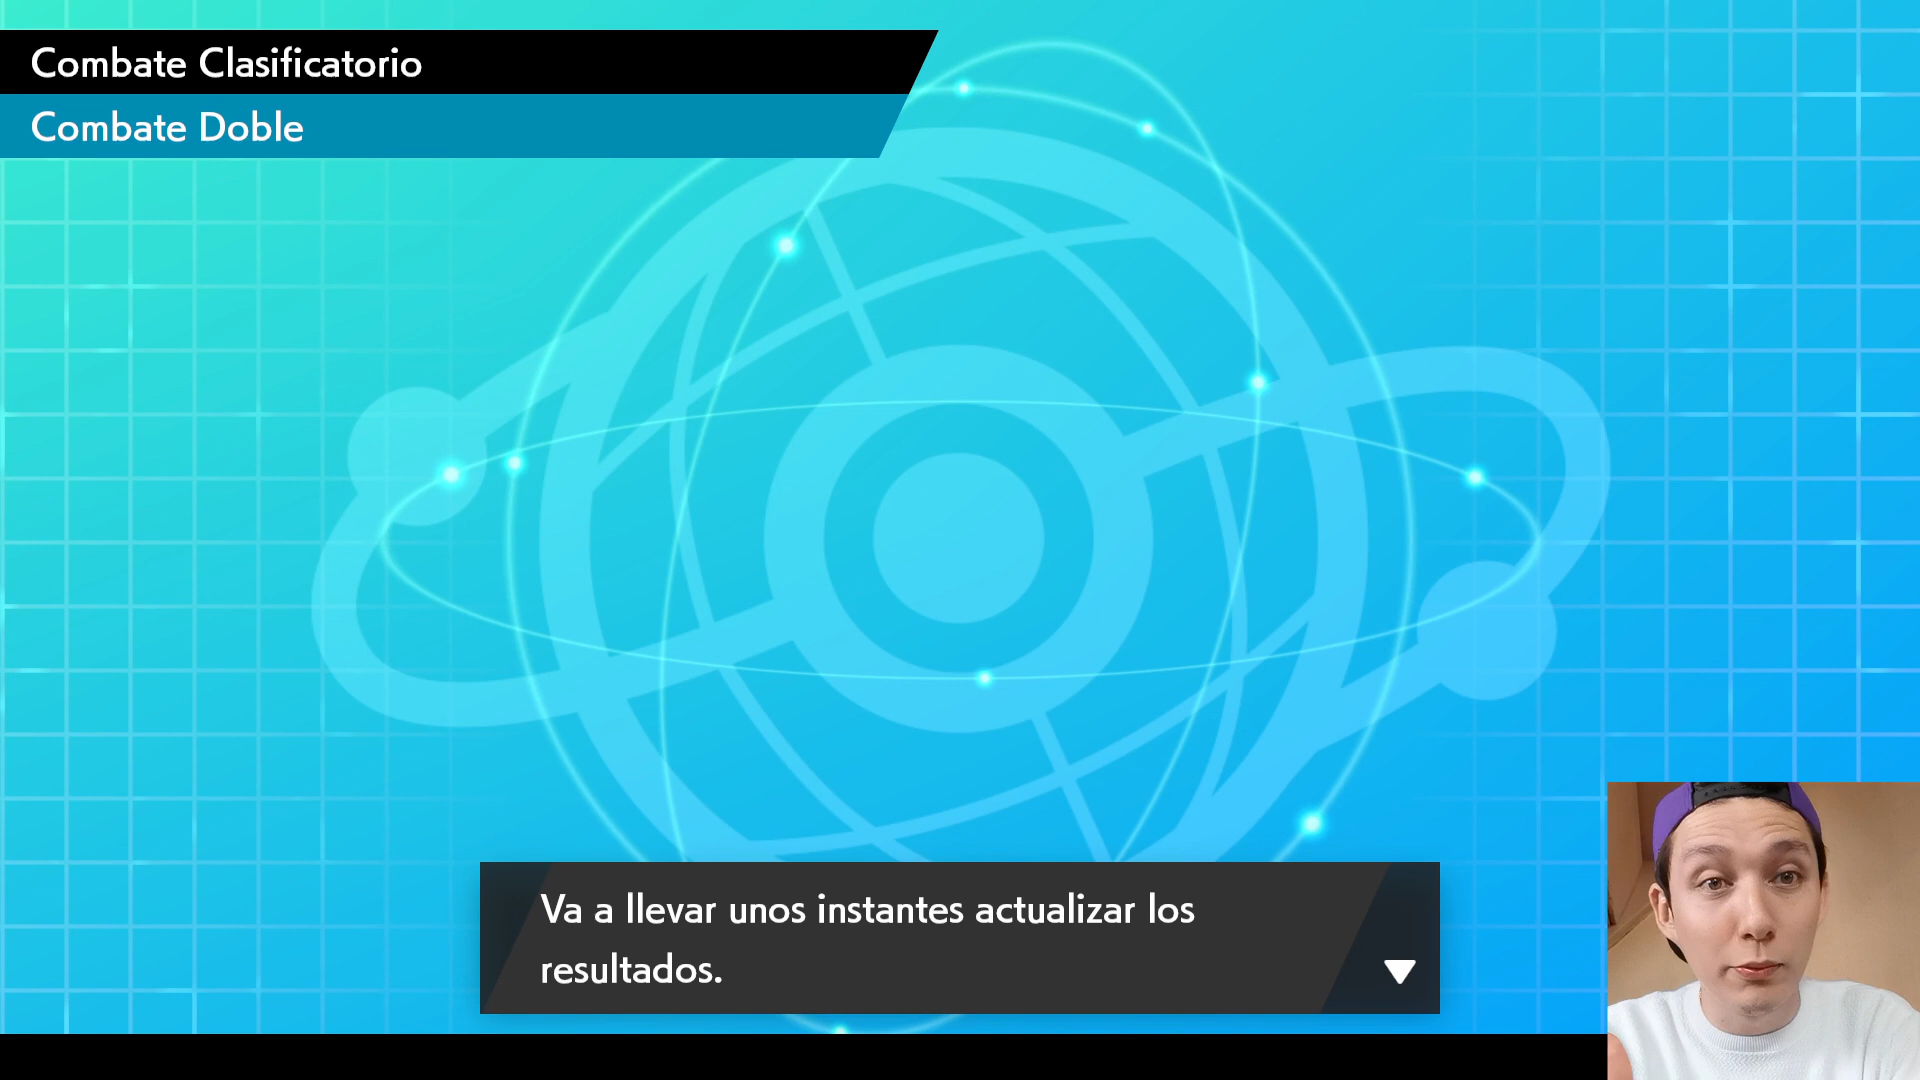 Combate Clasificatorio
Combate Doble
Va a llevar unos instantes actualizar los
resultados.